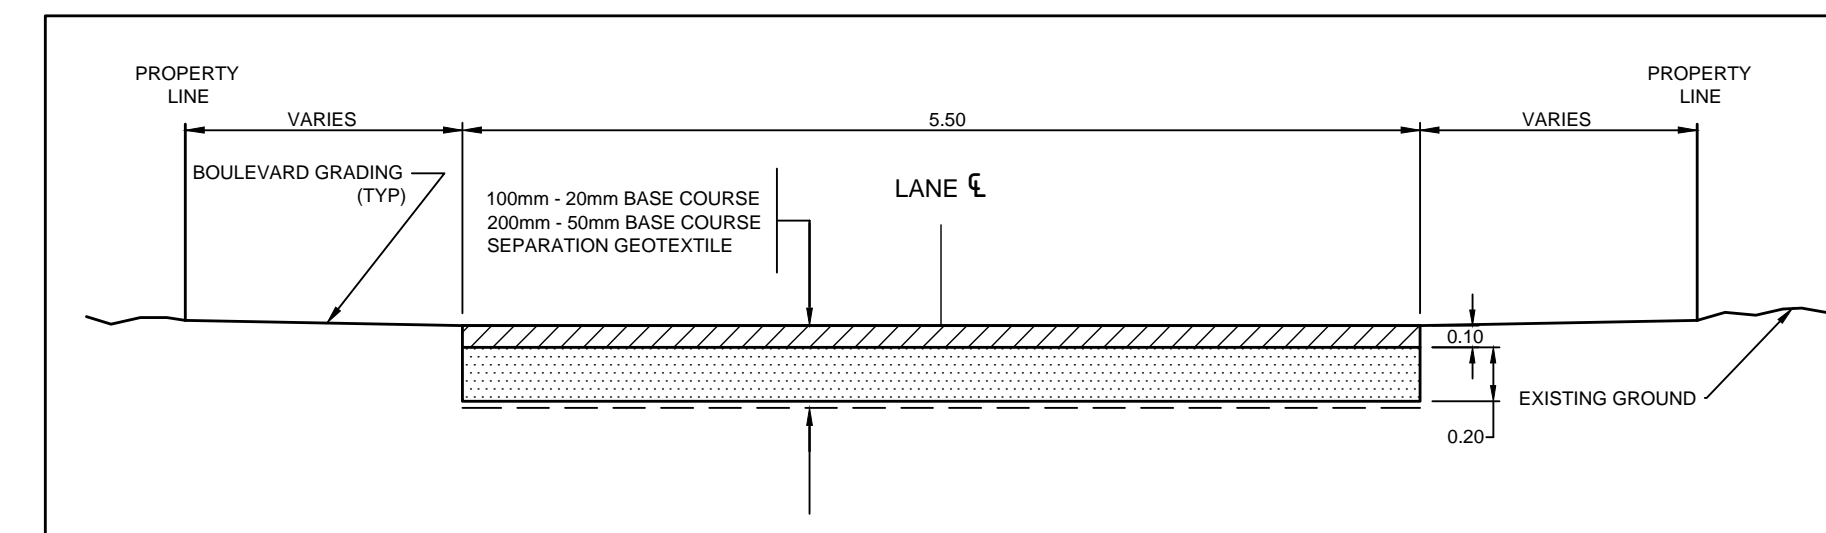 PROPERTY
LINE
PROPERTY
LINE
VARIES
5.50
VARIES
BOULEVARD GRADING
(TYP)
100mm - 20mm BASE COURSE
200mm - 50mm BASE COURSE
SEPARATION GEOTEXTILE
LANE ℄
0.10
EXISTING GROUND
0.20